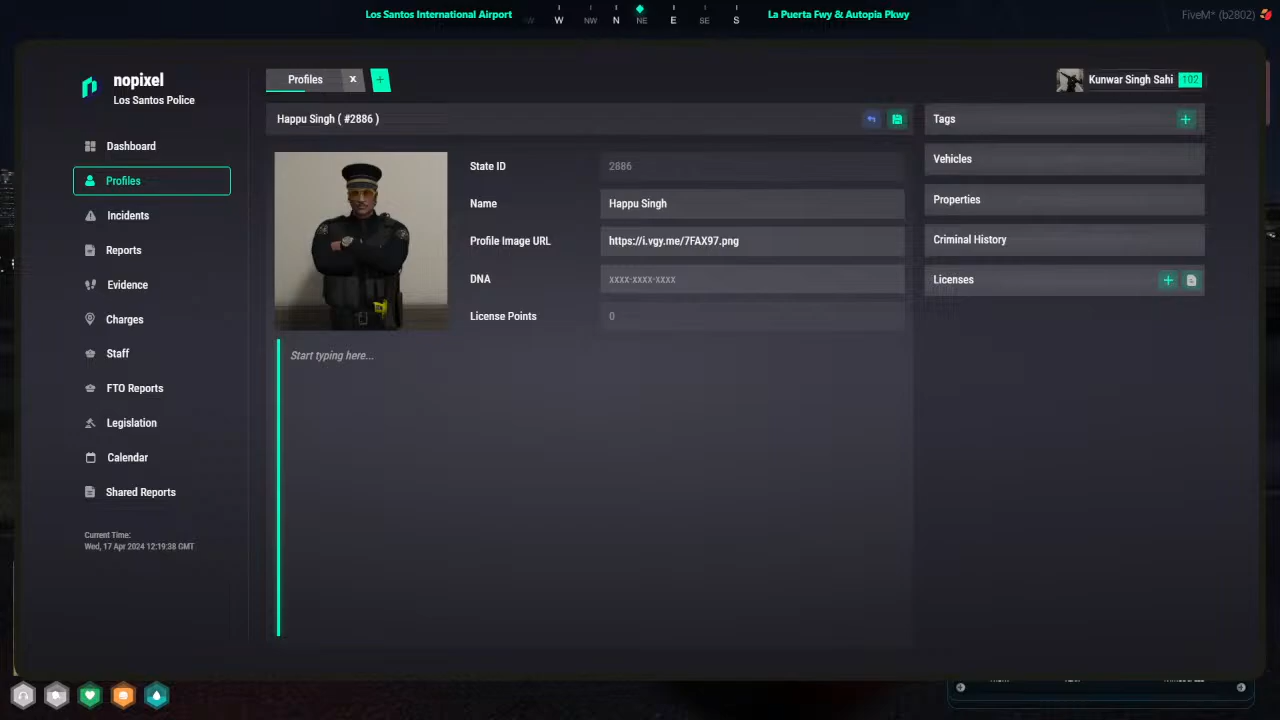 Los Santos International Airport
W NW N NE E SE S
La Puerta Fwy & Autopia Pkwy
FiveM* (b2802)
nopixel
Los Santos Police
Profiles x +
Kunwar Singh Sahi 102
Dashboard
Profiles
Incidents
Reports
Evidence
Charges
Staff
FTO Reports
Legislation
Calendar
Shared Reports
Current Time:
Wed, 17 Apr 2024 12:19:38 GMT
Happu Singh ( #2886 )
State ID 2886
Name Happu Singh
Profile Image URL https://i.vgy.me/7FAX97.png
DNA xxxx-xxxx-xxxx
License Points 0
Start typing here...
Tags +
Vehicles
Properties
Criminal History
Licenses +